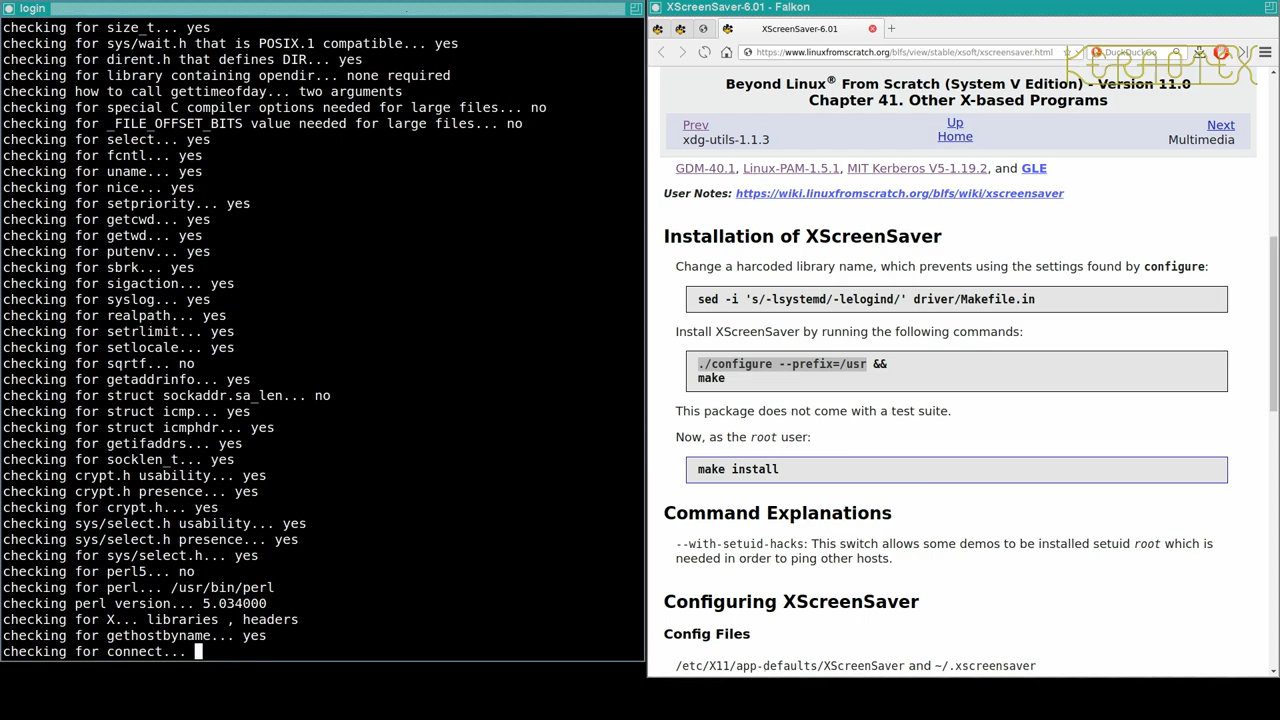 login
checking for size_t... yes
checking for sys/wait.h that is POSIX.1 compatible... yes
checking for dirent.h that defines DIR... yes
checking for library containing opendir... none required
checking how to call gettimeofday... two arguments
checking for special C compiler options needed for large files... no
checking for _FILE_OFFSET_BITS value needed for large files... no
checking for select... yes
checking for fcntl... yes
checking for uname... yes
checking for nice... yes
checking for setpriority... yes
checking for getcwd... yes
checking for getwd... yes
checking for putenv... yes
checking for sbrk... yes
checking for sigaction... yes
checking for syslog... yes
checking for realpath... yes
checking for setrlimit... yes
checking for setlocale... yes
checking for sqrtf... no
checking for getaddrinfo... yes
checking for struct sockaddr.sa_len... no
checking for struct icmp... yes
checking for struct icmphdr... yes
checking for getifaddrs... yes
checking for socklen_t... yes
checking crypt.h usability... yes
checking crypt.h presence... yes
checking for crypt.h... yes
checking sys/select.h usability... yes
checking sys/select.h presence... yes
checking for sys/select.h... yes
checking for perl5... no
checking for perl... /usr/bin/perl
checking perl version... 5.034000
checking for X... libraries , headers
checking for gethostbyname... yes
checking for connect...
XScreenSaver-6.01 - Falkon
XScreenSaver-6.01
https://www.linuxfromscratch.org/blfs/view/stable/xsoft/xscreensaver.html
DuckDuckGo
KERNOTEX
Beyond Linux® From Scratch (System V Edition) - Version 11.0
Chapter 41. Other X-based Programs
Prev Up Next
xdg-utils-1.1.3 Home Multimedia
GDM-40.1, Linux-PAM-1.5.1, MIT Kerberos V5-1.19.2, and GLE
User Notes: https://wiki.linuxfromscratch.org/blfs/wiki/xscreensaver
Installation of XScreenSaver
Change a harcoded library name, which prevents using the settings found by configure:
sed -i 's/-lsystemd/-lelogind/' driver/Makefile.in
Install XScreenSaver by running the following commands:
./configure --prefix=/usr &&
make
This package does not come with a test suite.
Now, as the root user:
make install
Command Explanations
--with-setuid-hacks: This switch allows some demos to be installed setuid root which is
needed in order to ping other hosts.
Configuring XScreenSaver
Config Files
/etc/X11/app-defaults/XScreenSaver and ~/.xscreensaver